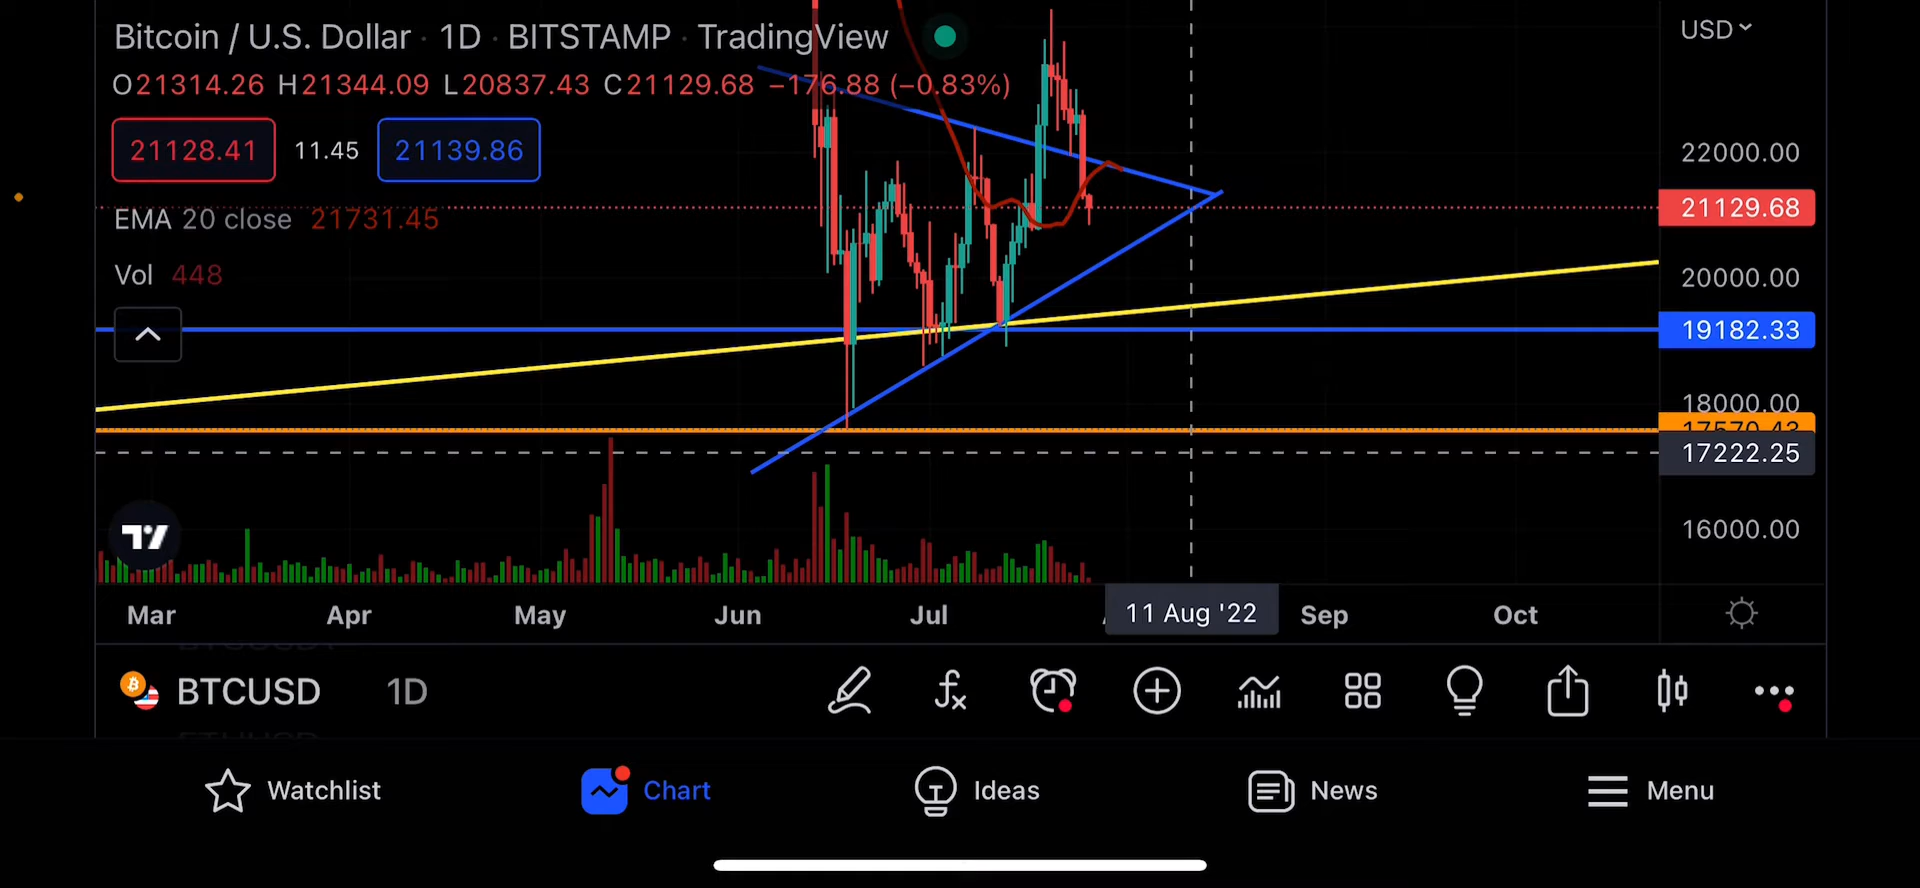 Bitcoin / U.S. Dollar · 1D · BITSTAMP · TradingView
USD
O21314.26 H21344.09 L20837.43 C21129.68 −176.88 (−0.83%)
21128.41 11.45 21139.86
22000.00
21129.68
EMA 20 close 21731.45
Vol 448
20000.00
19182.33
18000.00
17570.43
17222.25
16000.00
Mar Apr May Jun Jul 11 Aug '22 Sep Oct
BTCUSD 1D
Watchlist Chart Ideas News Menu